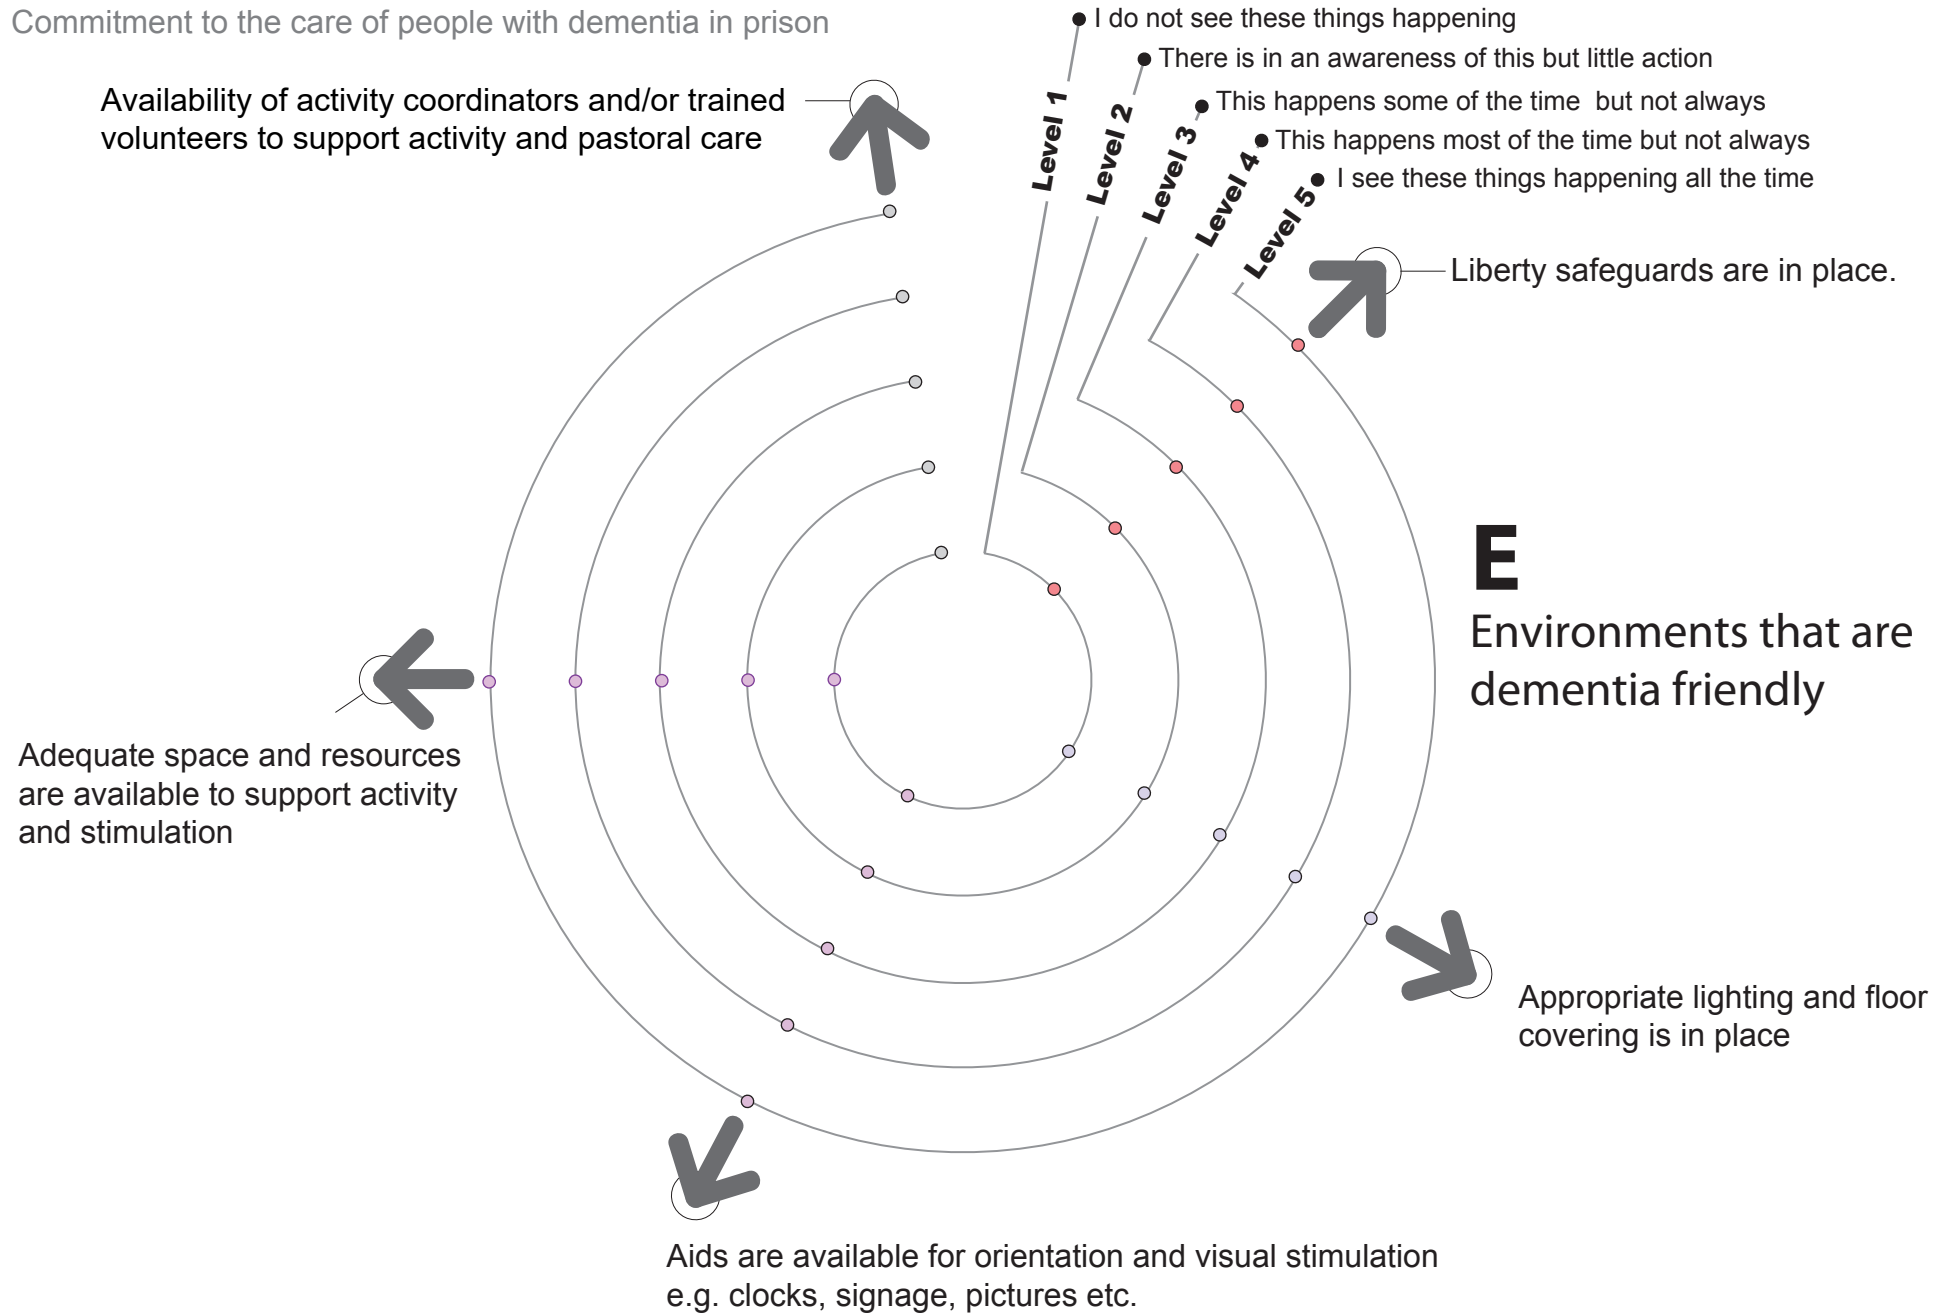 Commitment to the care of people with dementia in prison
I do not see these things happening
There is in an awareness of this but little action
This happens some of the time  but not always
This happens most of the time but not always
I see these things happening all the time
Level 1
Level 2
Level 3
Level 4
Level 5
Availability of activity coordinators and/or trained
volunteers to support activity and pastoral care
Liberty safeguards are in place.
E
Environments that are
dementia friendly
Adequate space and resources
are available to support activity
and stimulation
Appropriate lighting and floor
covering is in place
Aids are available for orientation and visual stimulation
e.g. clocks, signage, pictures etc.